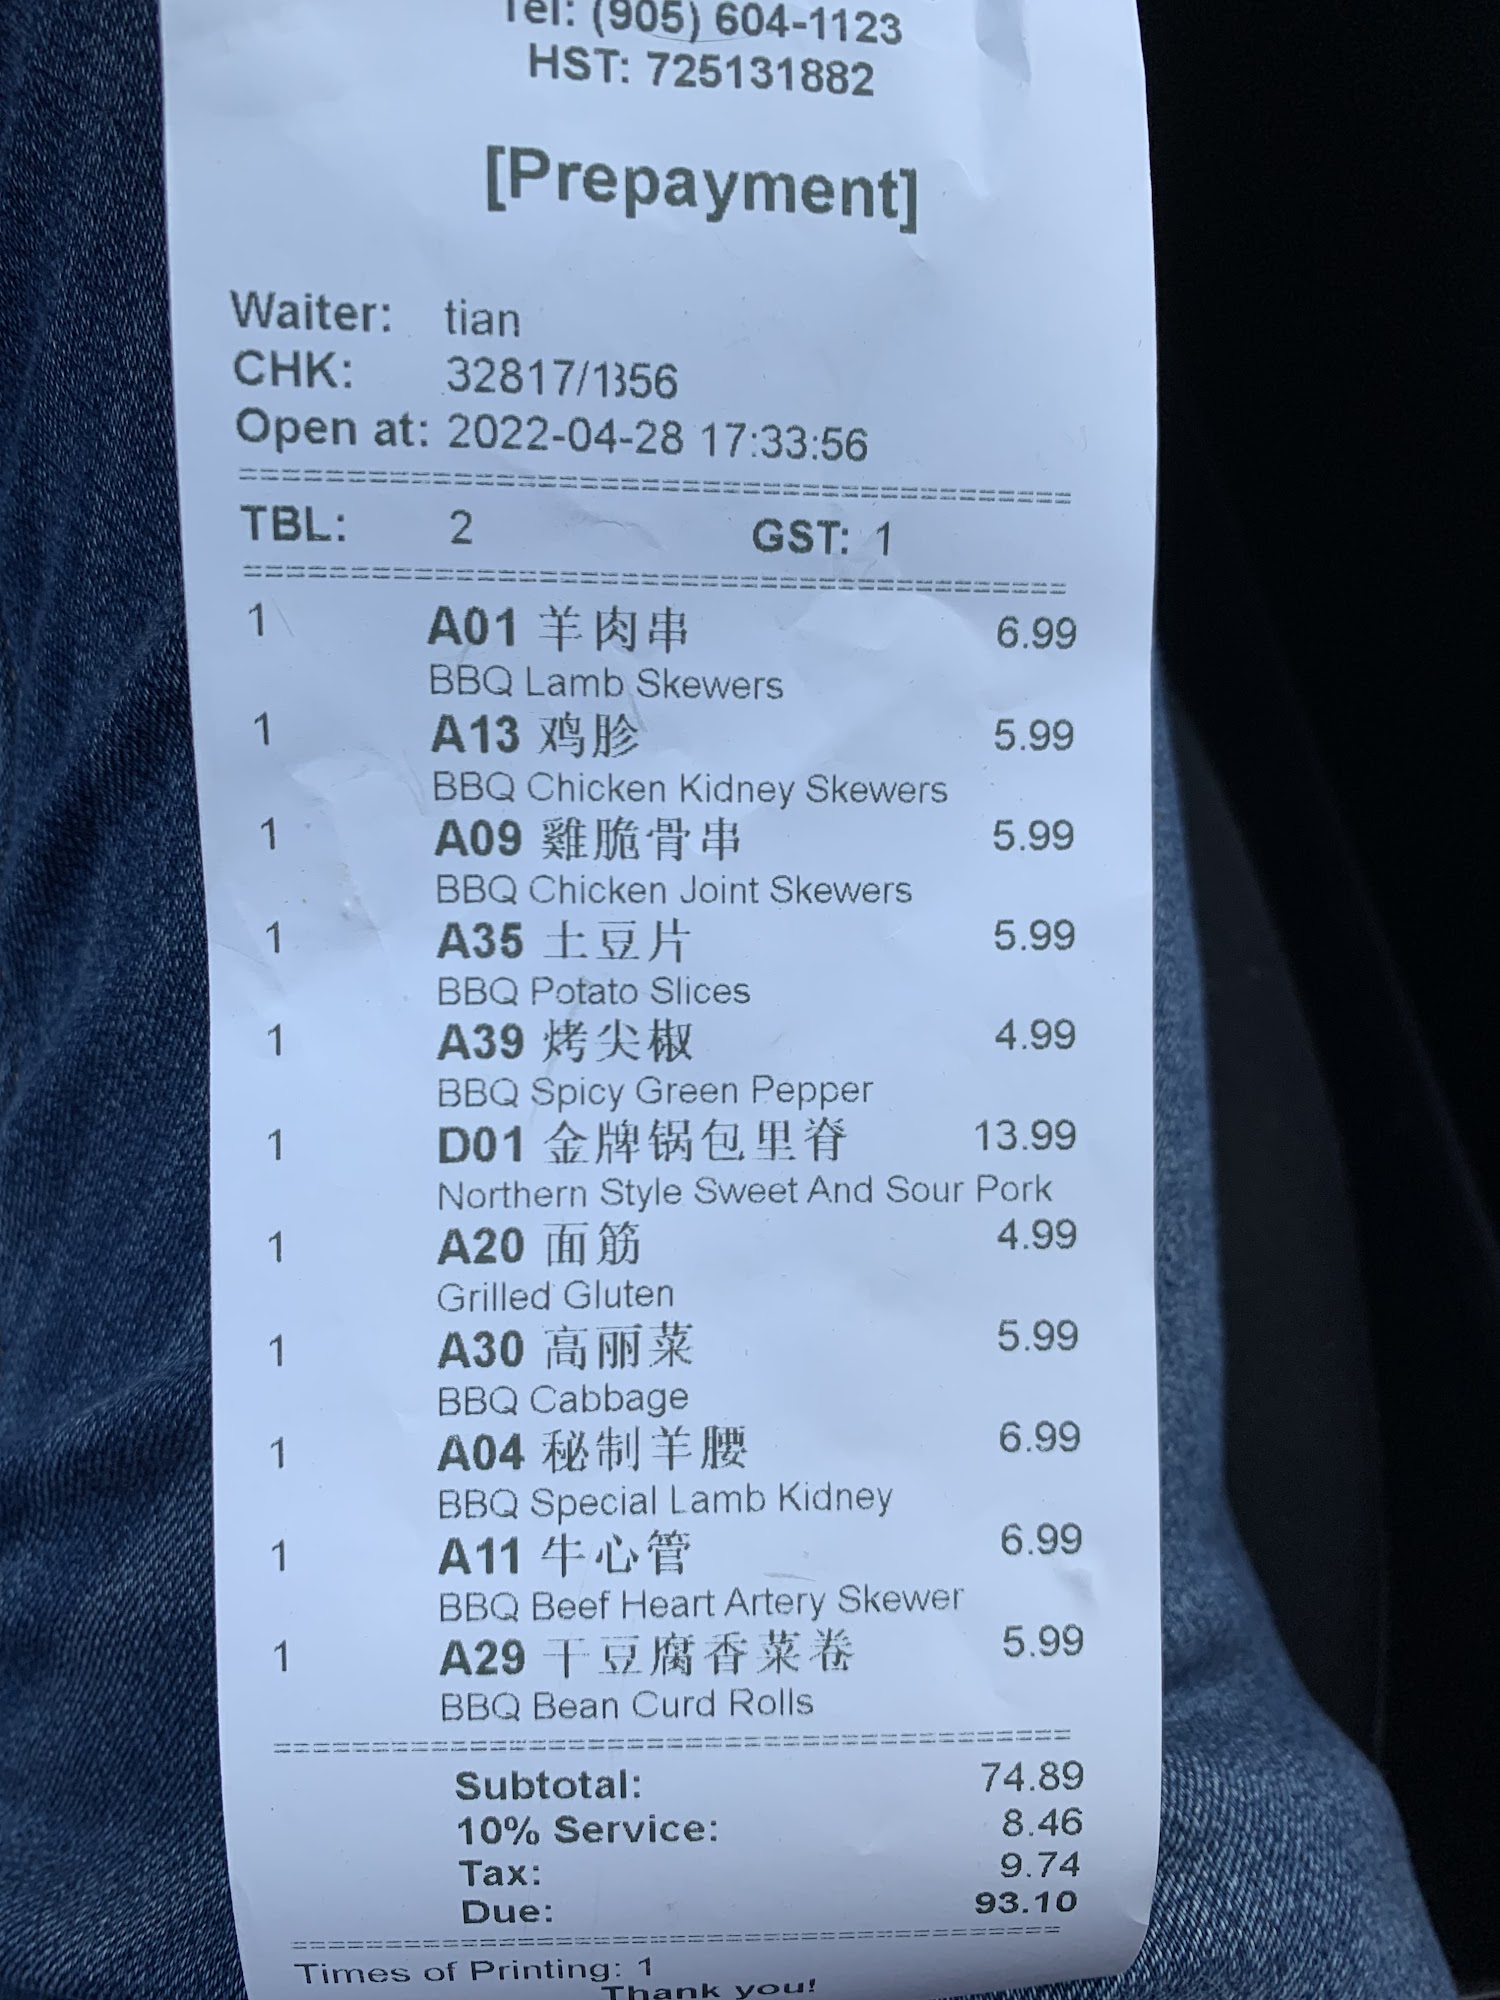 Tel: (905) 604-1123
HST: 725131882
[Prepayment]
Waiter: tian
CHK: 32817/1356
Open at: 2022-04-28 17:33:56
TBL: 2 GST: 1
1 A01 羊肉串 6.99
BBQ Lamb Skewers
1 A13 鸡胗 5.99
BBQ Chicken Kidney Skewers
1 A09 雞脆骨串 5.99
BBQ Chicken Joint Skewers
1 A35 土豆片 5.99
BBQ Potato Slices
1 A39 烤尖椒 4.99
BBQ Spicy Green Pepper
1 D01 金牌锅包里脊 13.99
Northern Style Sweet And Sour Pork
1 A20 面筋 4.99
Grilled Gluten
1 A30 高丽菜 5.99
BBQ Cabbage
1 A04 秘制羊腰 6.99
BBQ Special Lamb Kidney
1 A11 牛心管 6.99
BBQ Beef Heart Artery Skewer
1 A29 干豆腐香菜卷 5.99
BBQ Bean Curd Rolls
Subtotal: 74.89
10% Service: 8.46
Tax: 9.74
Due: 93.10
Times of Printing: 1
Thank you!